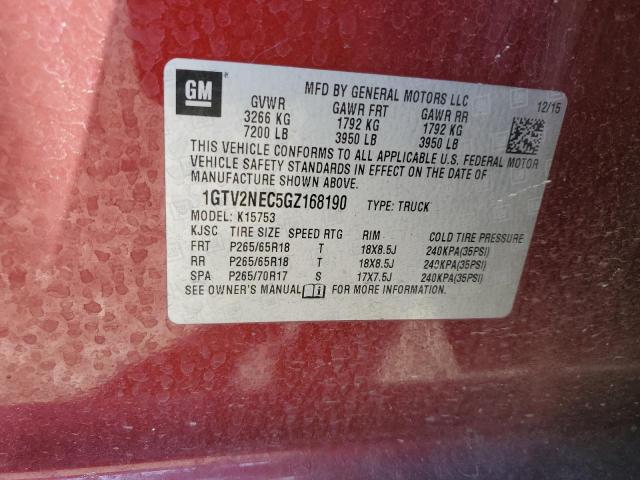 GM
MFD BY GENERAL MOTORS LLC
12/15
GVWR GAWR FRT GAWR RR
3266 KG 1792 KG 1792 KG
7200 LB 3950 LB 3950 LB
THIS VEHICLE CONFORMS TO ALL APPLICABLE U.S. FEDERAL MOTOR
VEHICLE SAFETY STANDARDS IN EFFECT ON THE DATE OF
MANUFACTURE SHOWN ABOVE.
1GTV2NEC5GZ168190 TYPE: TRUCK
MODEL: K15753
KJSC TIRE SIZE SPEED RTG RIM COLD TIRE PRESSURE
FRT P265/65R18 T 18X8.5J 240KPA(35PSI)
RR P265/65R18 T 18X8.5J 240KPA(35PSI)
SPA P265/70R17 S 17X7.5J 240KPA(35PSI)
SEE OWNER'S MANUAL FOR MORE INFORMATION.